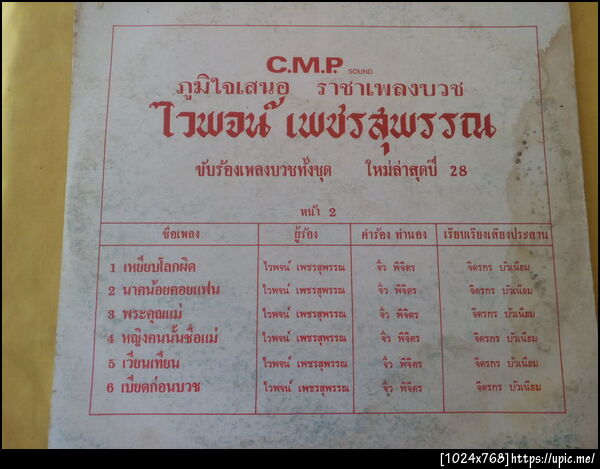 C.M.P. SOUND
ภูมิใจเสนอ ราชาเพลงบวช
ไวพจน์ เพชรสุพรรณ
ขับร้องเพลงบวชทั้งชุด ใหม่ล่าสุดปี 28
หน้า 2
ชื่อเพลง ผู้ร้อง คำร้อง ทำนอง เรียบเรียงเสียงประสาน
1 เหยียบโลกผิด ไวพจน์ เพชรสุพรรณ จิ๋ว พิจิตร จิตรกร บัวเนียม
2 นาคน้อยคอยแฟน ไวพจน์ เพชรสุพรรณ จิ๋ว พิจิตร จิตรกร บัวเนียม
3 พระคุณแม่ ไวพจน์ เพชรสุพรรณ จิ๋ว พิจิตร จิตรกร บัวเนียม
4 หญิงคนนั้นชื่อแม่ ไวพจน์ เพชรสุพรรณ จิ๋ว พิจิตร จิตรกร บัวเนียม
5 เวียนเทียน ไวพจน์ เพชรสุพรรณ จิ๋ว พิจิตร จิตรกร บัวเนียม
6 เบียดก่อนบวช ไวพจน์ เพชรสุพรรณ จิ๋ว พิจิตร จิตรกร บัวเนียม
[1024x768]https://upic.me/